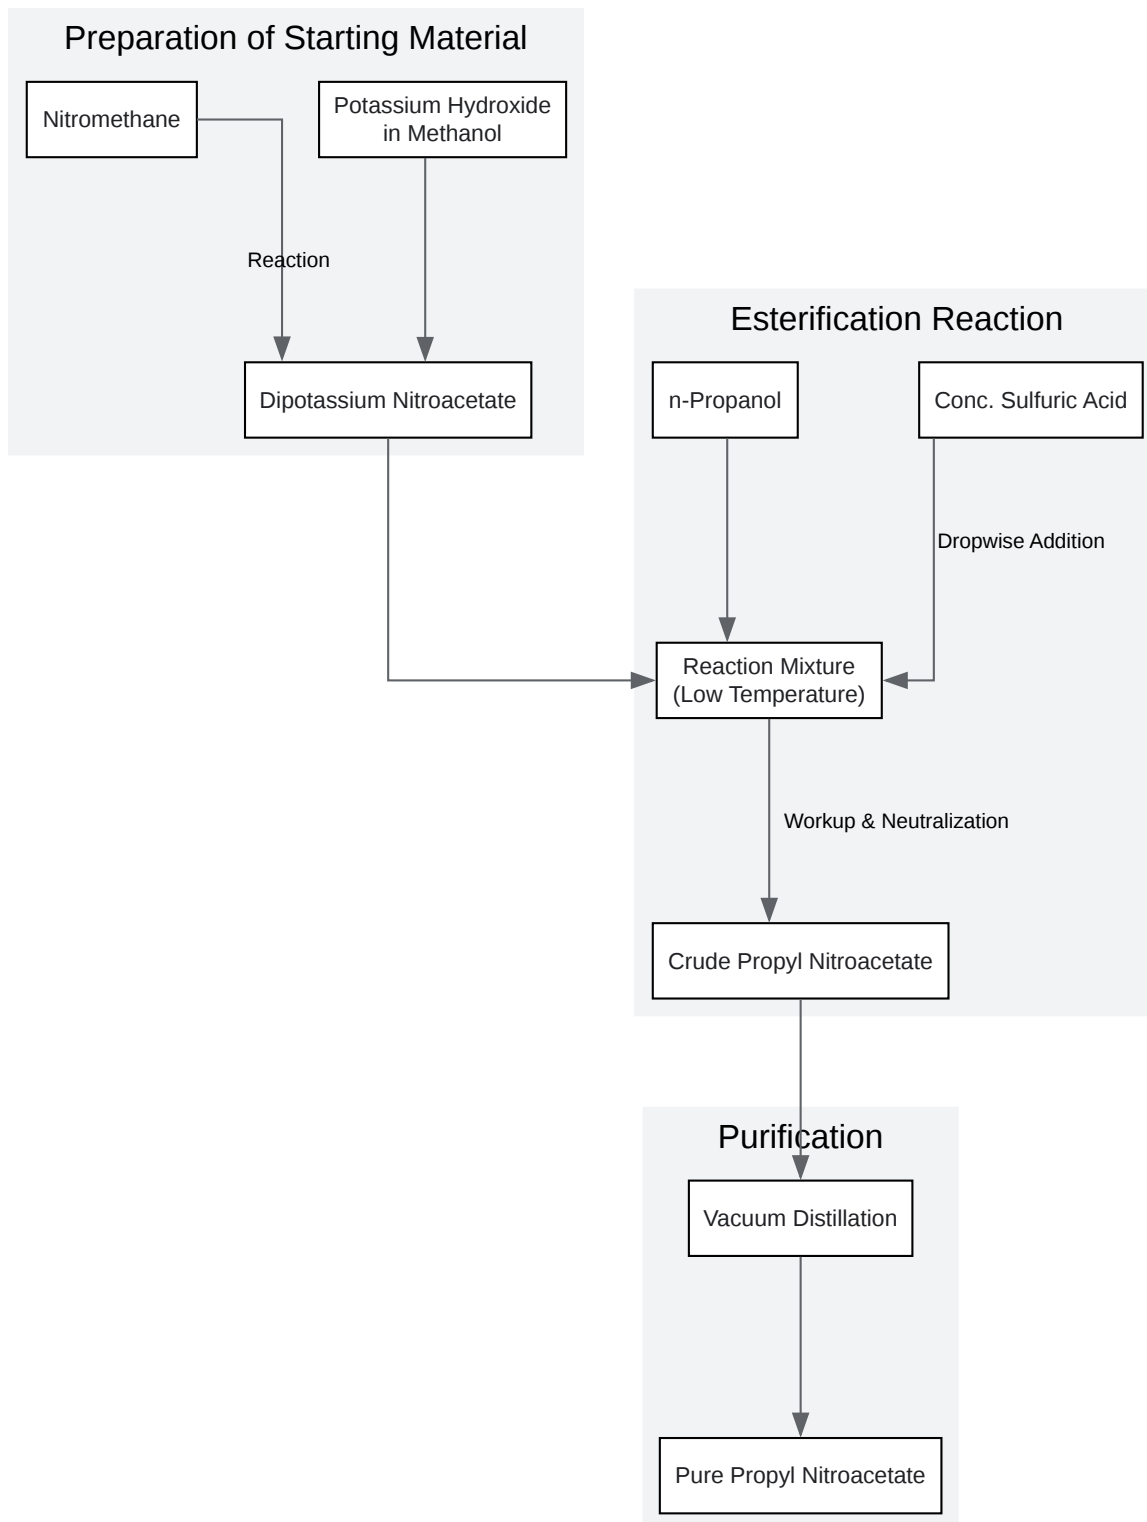 Preparation of Starting Material
Nitromethane
Potassium Hydroxide
in Methanol
Reaction
Dipotassium Nitroacetate
Esterification Reaction
n-Propanol
Conc. Sulfuric Acid
Dropwise Addition
Reaction Mixture
(Low Temperature)
Workup & Neutralization
Crude Propyl Nitroacetate
Purification
Vacuum Distillation
Pure Propyl Nitroacetate